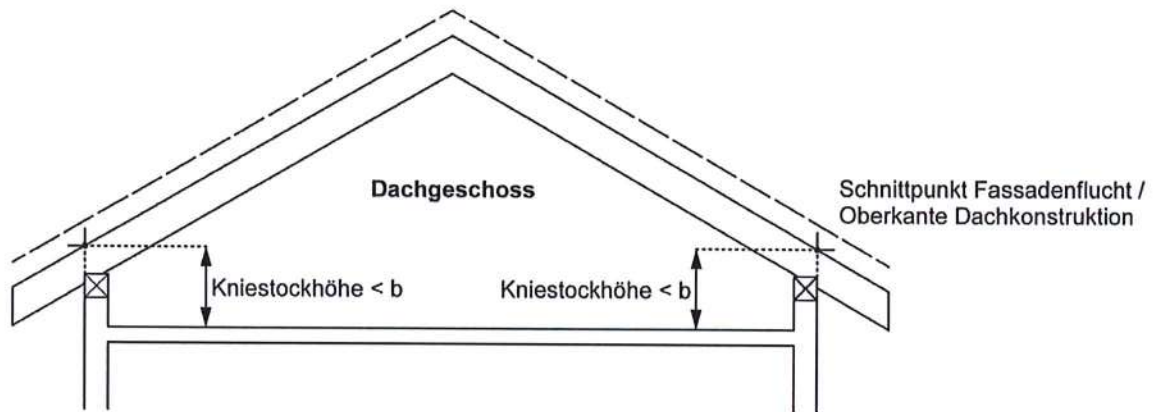 Dachgeschoss
Schnittpunkt Fassadenflucht /
Oberkante Dachkonstruktion
Kniestockhöhe < b
Kniestockhöhe < b